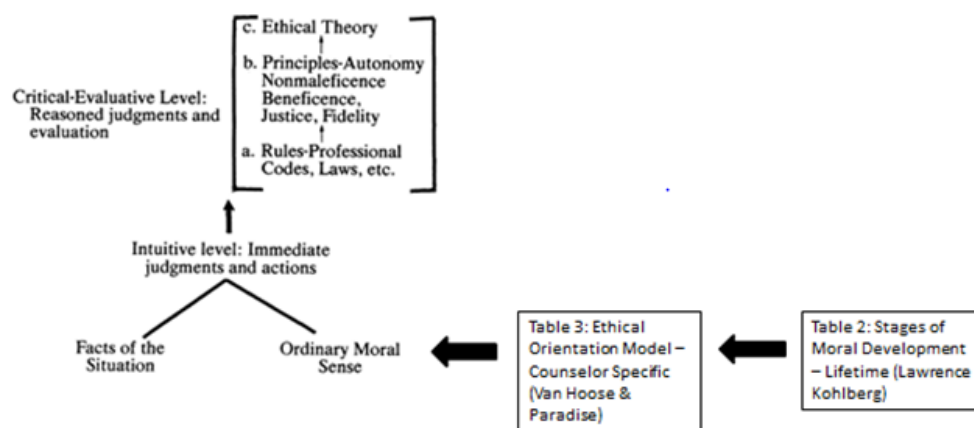 c. Ethical Theory
b. Principles-Autonomy
Nonmaleficence
Beneficence,
Justice, Fidelity
a. Rules-Professional
Codes, Laws, etc.
Critical-Evaluative Level:
Reasoned judgments and
evaluation
Intuitive level: Immediate
judgments and actions
Facts of the
Situation
Ordinary Moral
Sense
Table 3: Ethical
Orientation Model –
Counselor Specific
(Van Hoose &
Paradise)
Table 2: Stages of
Moral Development
– Lifetime (Lawrence
Kohlberg)